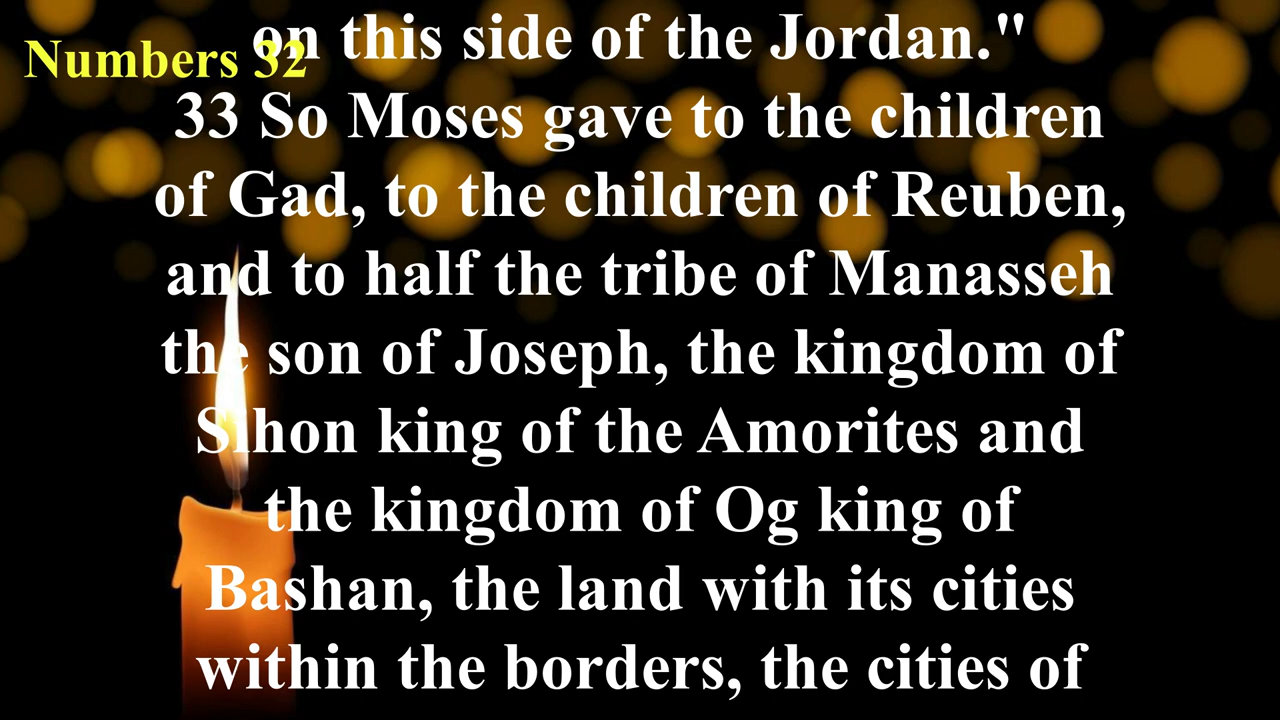 on this side of the Jordan."
Numbers 32
33 So Moses gave to the children
of Gad, to the children of Reuben,
and to half the tribe of Manasseh
the son of Joseph, the kingdom of
Sihon king of the Amorites and
the kingdom of Og king of
Bashan, the land with its cities
within the borders, the cities of